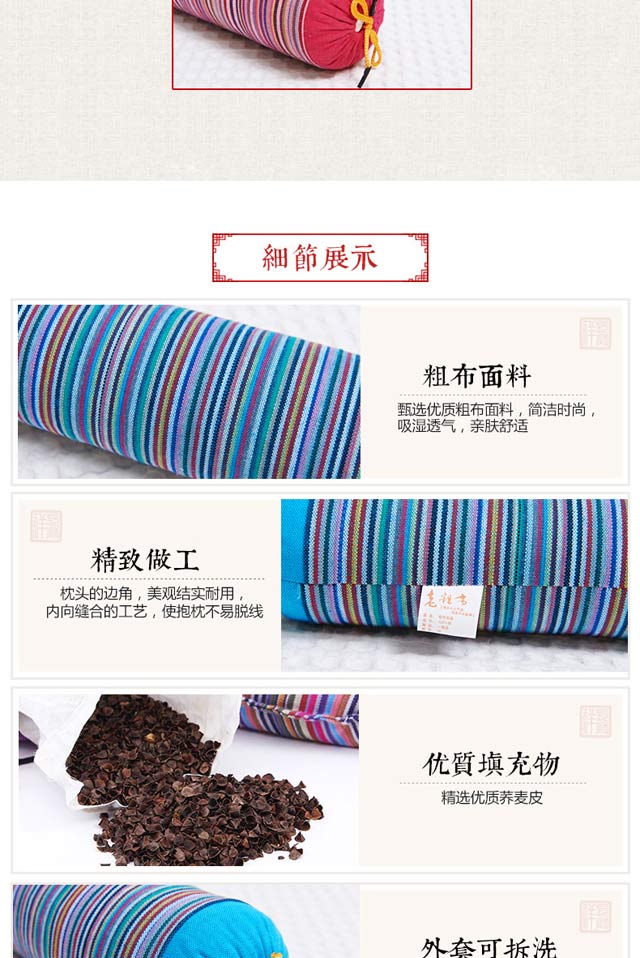 細節展示
粗布面料
甄选优质粗布面料，简洁时尚，
吸湿透气，亲肤舒适
精致做工
枕头的边角，美观结实耐用，
内向缝合的工艺，使抱枕不易脱线
老粗布
优質填充物
精选优质荞麦皮
外套可拆洗